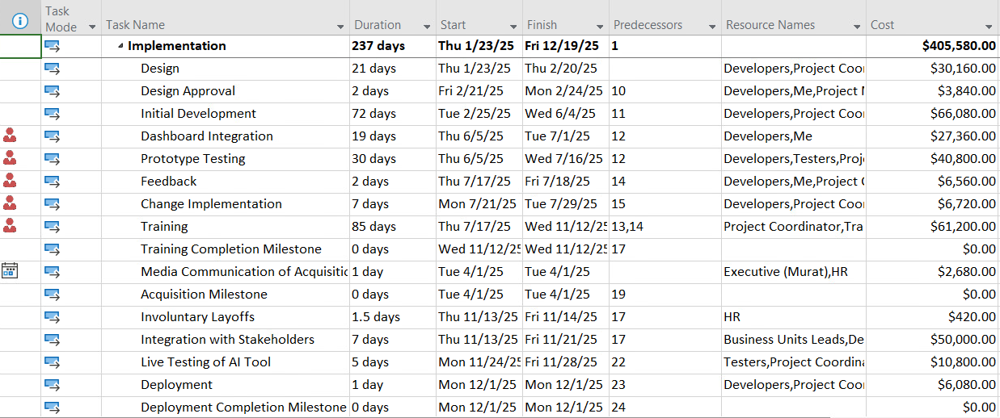 Task Mode Task Name Duration Start Finish Predecessors Resource Names Cost
Implementation 237 days Thu 1/23/25 Fri 12/19/25 1 $405,580.00
Design 21 days Thu 1/23/25 Thu 2/20/25 Developers,Project Coo
Design Approval 2 days Fri 2/21/25 Mon 2/24/25 10 Developers,Me,Project $3,840.00
Initial Development 72 days Tue 2/25/25 Wed 6/4/25 11 Developers,Project Coo $66,080.00
Dashboard Integration 19 days Thu 6/5/25 Tue 7/1/25 12 Developers,Me $27,360.00
Prototype Testing 30 days Thu 6/5/25 Wed 7/16/25 12 Developers,Testers,Proj $40,800.00
Feedback 2 days Thu 7/17/25 Fri 7/18/25 14 Developers,Me,Project $6,560.00
Change Implementation 7 days Mon 7/21/25 Tue 7/29/25 15 Developers,Project Coo $6,720.00
Training 85 days Thu 7/17/25 Wed 11/12/25 13,14 Project Coordinator,Tra $61,200.00
Training Completion Milestone 0 days Wed 11/12/25 Wed 11/12/25 17 $0.00
Media Communication of Acquisitic 1 day Tue 4/1/25 Tue 4/1/25 Executive (Murat),HR $2,680.00
Acquisition Milestone 0 days Tue 4/1/25 Tue 4/1/25 19 $0.00
Involuntary Layoffs 1.5 days Thu 11/13/25 Fri 11/14/25 17 HR $420.00
Integration with Stakeholders 7 days Thu 11/13/25 Fri 11/21/25 17 Business Units Leads,De $50,000.00
Live Testing of AI Tool 5 days Mon 11/24/25 Fri 11/28/25 22 Testers,Project Coordina $10,800.00
Deployment 1 day Mon 12/1/25 Mon 12/1/25 23 Developers,Project Coo $6,080.00
Deployment Completion Milestone 0 days Mon 12/1/25 Mon 12/1/25 24 $0.00